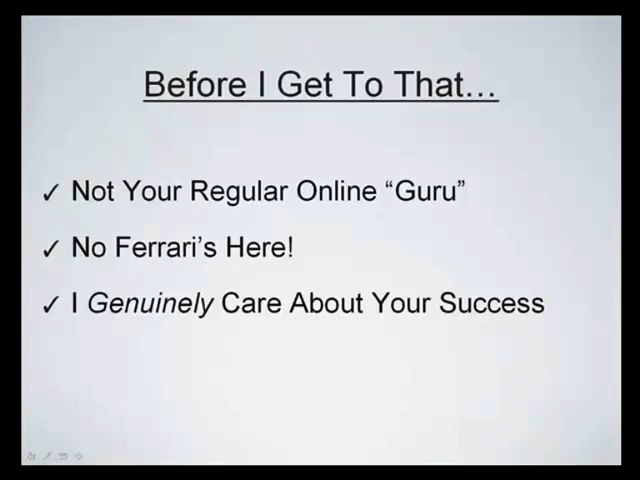 Before I Get To That…
✓ Not Your Regular Online “Guru”
✓ No Ferrari’s Here!
✓ I Genuinely Care About Your Success